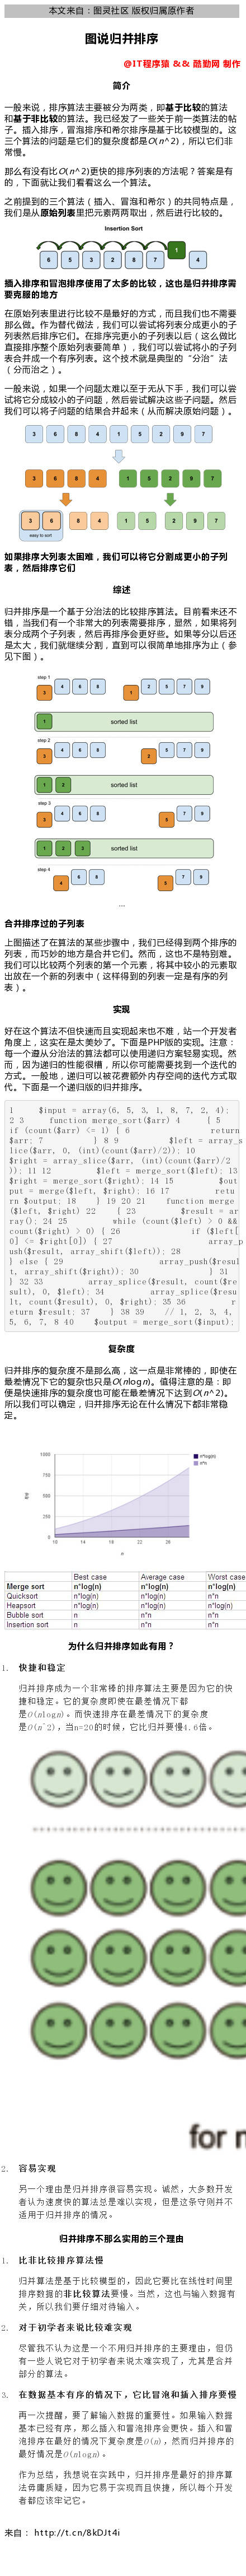 本文来自：图灵社区 版权归属原作者
图说归并排序
@IT程序猿 && 酷勤网 制作
简介
一般来说，排序算法主要被分为两类，即基于比较的算法
和基于非比较的算法。我已经发了一些关于前一类算法的帖
子。插入排序，冒泡排序和希尔排序是基于比较模型的。这
三个算法的问题是它们的复杂度都是O(n^2)，所以它们非
常慢。
那么有没有比O(n^2)更快的排列列表的方法呢？答案是有
的，下面就让我们看看这么一个算法。
之前提到的三个算法（插入、冒泡和希尔）的共同特点是，
我们是从原始列表里把元素两两取出，然后进行比较的。
Insertion Sort
1
6 5 3 1 8 7 4
插入排序和冒泡排序使用了太多的比较，这也是归并排序需
要克服的地方
在原始列表里进行比较不是最好的方式，而且我们也不需要
那么做。作为替代做法，我们可以尝试将列表分成更小的子
列表然后排序它们。在排序完更小的子列表以后（这么做比
直接排序整个原始列表要简单），我们可以尝试将小的子列
表合并成一个有序列表。这个技术就是典型的“分治”法
（分而治之）。
一般来说，如果一个问题太难以至于无从下手，我们可以尝
试将它分成较小的子问题，然后尝试解决这些子问题。然后
我们可以将子问题的结果合并起来（从而解决原始问题）。
3 6 8 4 1 5 2 9 7
3 6 8 4 1 5 2 9 7
3 6 8 4 1 5 2 9 7
easy to sort
如果排序大列表太困难，我们可以将它分割成更小的子列
表，然后排序它们
综述
归并排序是一个基于分治法的比较排序算法。目前看来还不
错，当我们有一个非常大的列表需要排序，显然，如果将列
表分成两个子列表，然后再排序会更好些。如果等分以后还
是太大，我们就继续分割，直到可以很简单地排序为止（参
见下图）。
step 1
3 4 6 8 1 2 5 7 9
1 sorted list
step 2
3 4 6 8 2 5 7 9
1 2 sorted list
step 3
3 4 6 8 5 7 9
1 2 3 sorted list
step 4
4 6 8 5 7 9
...
合并排序过的子列表
上图描述了在算法的某些步骤中，我们已经得到两个排序的
列表，而巧妙的地方是合并它们。然而，这也不是特别难。
我们可以比较两个列表的第一个元素，将其中较小的元素取
出放在一个新的列表中（这样得到的列表一定是有序的列
表）。
实现
好在这个算法不但快速而且实现起来也不难，站一个开发者
角度上，这实在是太美妙了。下面是PHP版的实现。注意：
每一个遵从分治法的算法都可以使用递归方案轻易实现。然
而，因为递归的性能很渣，所以你可能需要找到一个迭代的
方式。一般地，递归可以被花费额外内存空间的迭代方式取
代。下面是一个递归版的归并排序。
1 $input = array(6, 5, 3, 1, 8, 7, 2, 4);
2 3 function merge_sort($arr) 4 { 5
if (count($arr) <= 1) { 6 return
$arr; 7 } 8 9 $left = array_s
lice($arr, 0, (int)(count($arr)/2)); 10
$right = array_slice($arr, (int)(count($arr)/2
)); 11 12 $left = merge_sort($left); 13
$right = merge_sort($right); 14 15 $out
put = merge($left, $right); 16 17 retu
rn $output; 18 } 19 20 21 function merge
($left, $right) 22 { 23 $result = ar
ray(); 24 25 while (count($left) > 0 &&
count($right) > 0) { 26 if ($left[
0] <= $right[0]) { 27 array_p
ush($result, array_shift($left)); 28
} else { 29 array_push($resul
t, array_shift($right)); 30 } 31
} 32 33 array_splice($result, count($re
sult), 0, $left); 34 array_splice($resu
lt, count($result), 0, $right); 35 36 r
eturn $result; 37 } 38 39 // 1, 2, 3, 4,
5, 6, 7, 8 40 $output = merge_sort($input);
复杂度
归并排序的复杂度不是那么高，这一点是非常棒的，即使在
最差情况下它的复杂也只是O(nlogn)。值得注意的是：即
便是快速排序的复杂度也可能在最差情况下达到O(n^2)。
所以我们可以确定，归并排序无论在什么情况下都非常稳
定。
1000
750
500
250
0
10 14 18 22 26
n
n*log(n)
n*n
Best case Average case Worst case
Merge sort n*log(n) n*log(n) n*log(n)
Quicksort n*log(n) n*log(n) n*n
Heapsort n*log(n) n*log(n) n*log(n)
Bubble sort n n*n n*n
Insertion sort n n*n n*n
为什么归并排序如此有用？
1. 快捷和稳定
归并排序成为一个非常棒的排序算法主要是因为它的快
捷和稳定。它的复杂度即使在最差情况下都
是O(nlogn)。而快速排序在最差情况下的复杂度
是O(n^2)，当n=20的时候，它比归并要慢4.6倍。
for n
2. 容易实现
另一个理由是归并排序很容易实现。诚然，大多数开发
者认为速度快的算法总是难以实现，但是这条守则并不
适用于归并排序的情况。
归并排序不那么实用的三个理由
1. 比非比较排序算法慢
归并算法是基于比较模型的，因此它要比在线性时间里
排序数据的非比较算法要慢。当然，这也与输入数据有
关，所以我们要仔细对待输入。
2. 对于初学者来说比较难实现
尽管我不认为这是一个不用归并排序的主要理由，但仍
有一些人说它对于初学者来说太难实现了，尤其是合并
部分的算法。
3. 在数据基本有序的情况下，它比冒泡和插入排序要慢
再一次提醒，要了解输入数据的重要性。如果输入数据
基本已经有序，那么插入和冒泡排序会更快。插入和冒
泡排序在最好的情况下复杂度是O(n)，然而归并排序的
最好情况是O(nlogn)。
作为总结，我想说在实践中，归并排序是最好的排序算
法毋庸质疑，因为它易于实现而且快捷，所以每个开发
者都应该牢记它。
来自： http://t.cn/8kDJt4i